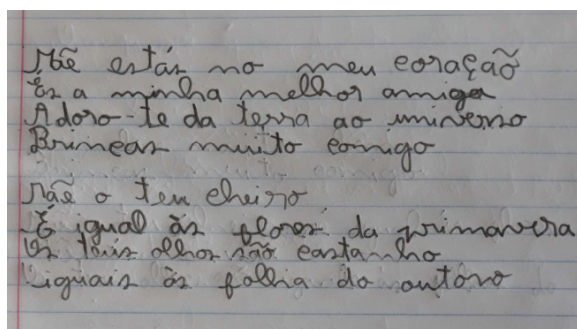 Mãe estás no meu coração
És a minha melhor amiga
Adoro-te da terra ao universo
Brincas muito comigo
Mãe o teu cheiro
É igual às flores da primavera
Os teus olhos são castanho
iguais às folha do outono